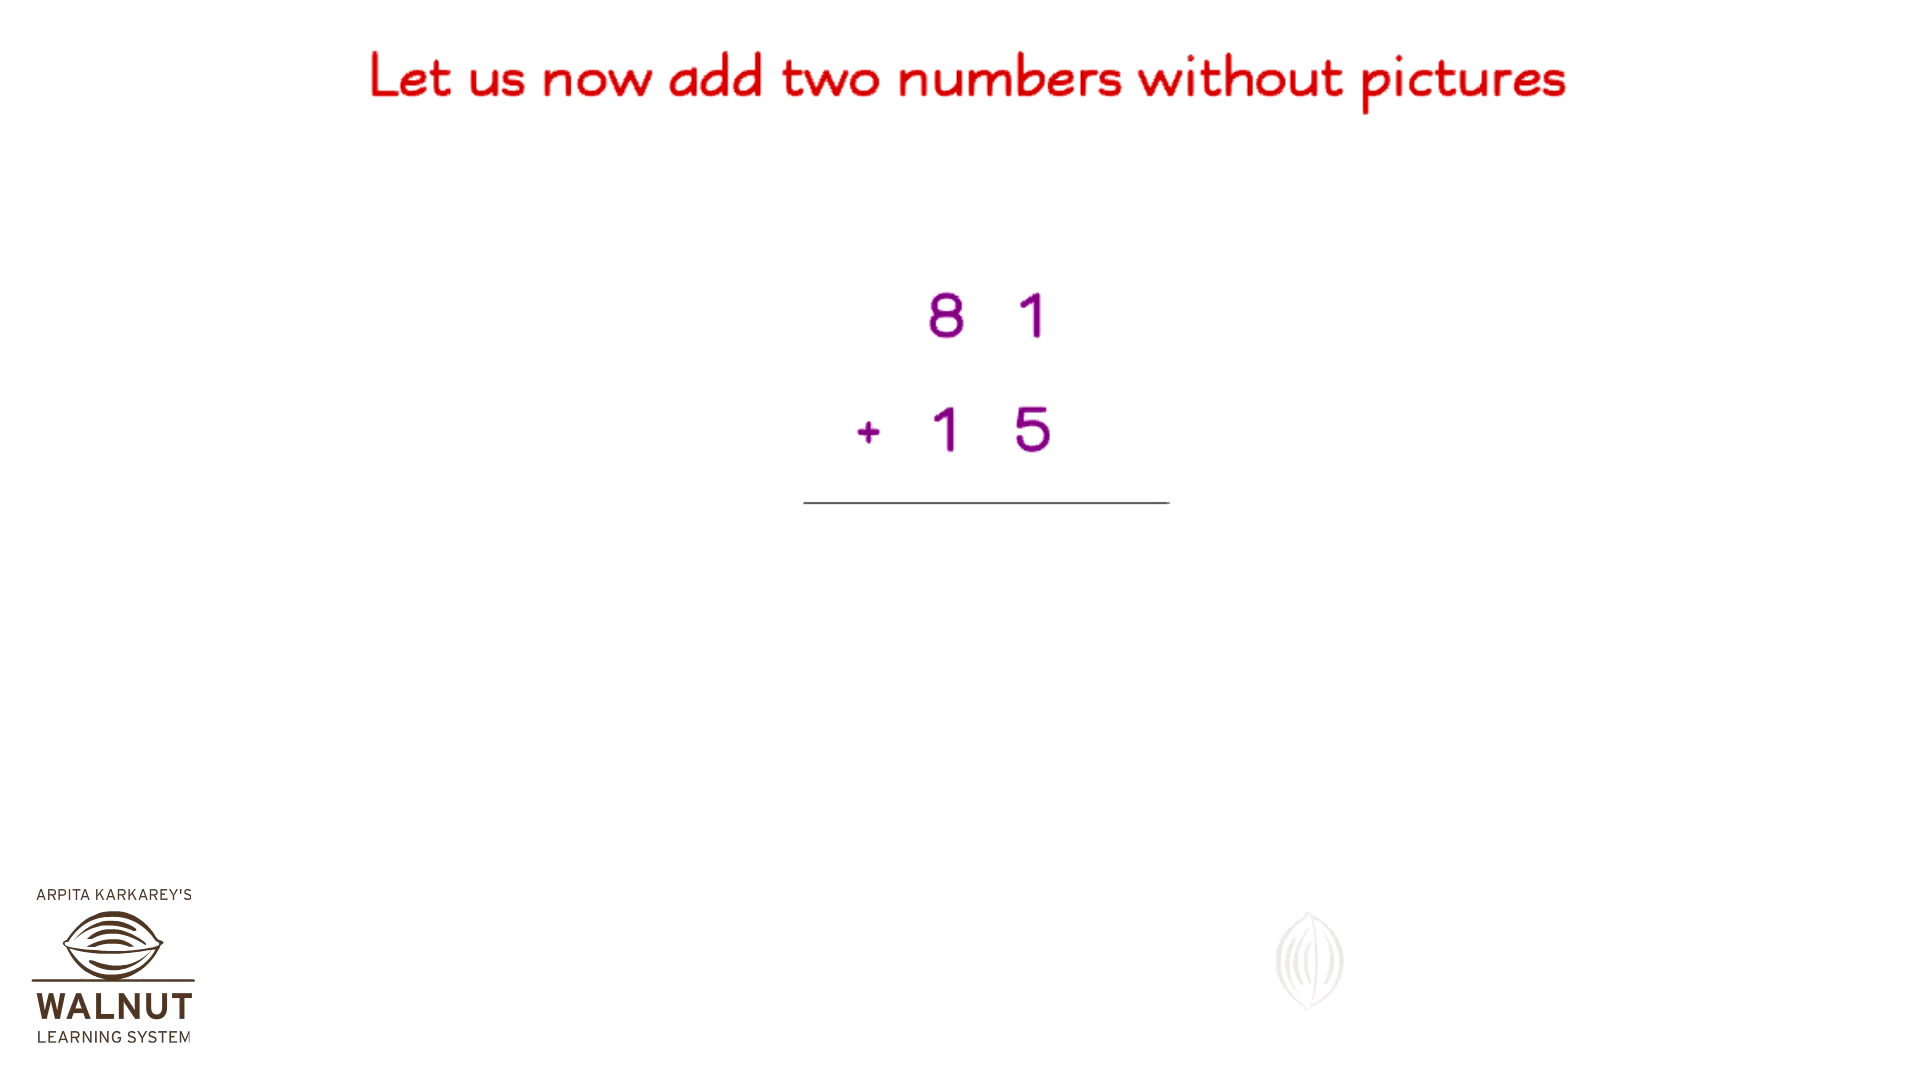 Let us now add two numbers without pictures
8 1
+ 1 5
ARPITA KARKAREY'S
WALNUT
LEARNING SYSTEM